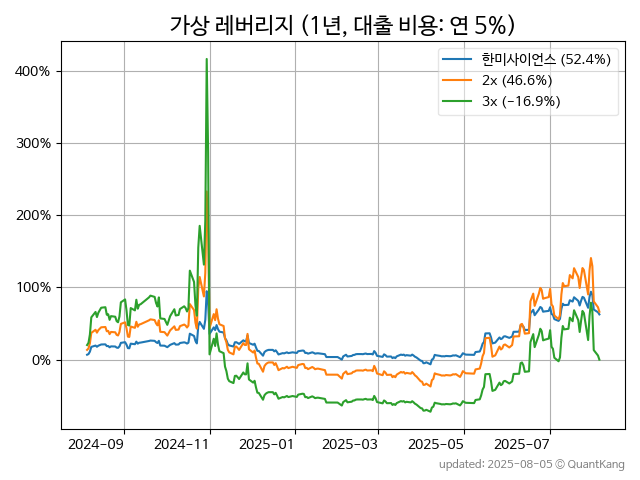 가상 레버리지 (1년, 대출 비용: 연 5%)
한미사이언스 (52.4%)
2x (46.6%)
3x (−16.9%)
400%
300%
200%
100%
0%
2024−09 2024−11 2025−01 2025−03 2025−05 2025−07
updated: 2025-08-05 © QuantKang